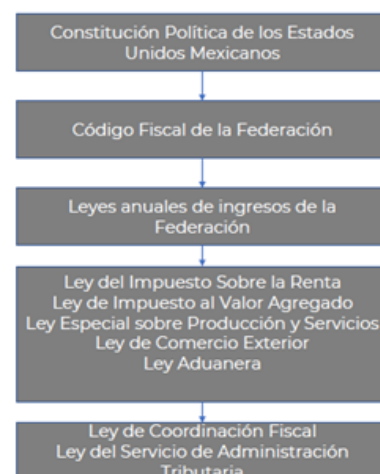 Constitución Política de los Estados
Unidos Mexicanos
Código Fiscal de la Federación
Leyes anuales de ingresos de la
Federación
Ley del Impuesto Sobre la Renta
Ley de Impuesto al Valor Agregado
Ley Especial sobre Producción y Servicios
Ley de Comercio Exterior
Ley Aduanera
Ley de Coordinación Fiscal
Ley del Servicio de Administración
Tributaria